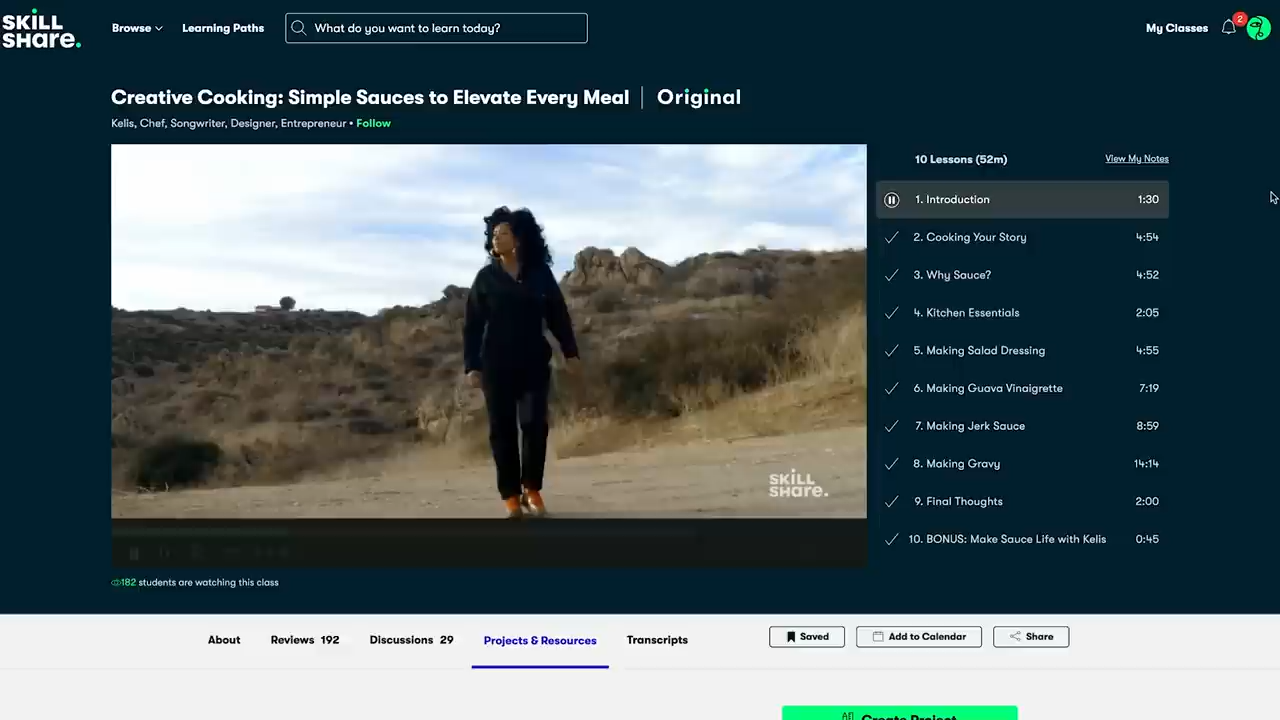 SKILL
SHARE.
Browse
Learning Paths
What do you want to learn today?
My Classes
2
Creative Cooking: Simple Sauces to Elevate Every Meal | Original
Kelis, Chef, Songwriter, Designer, Entrepreneur • Follow
10 Lessons (52m)
View My Notes
1. Introduction 1:30
2. Cooking Your Story 4:54
3. Why Sauce? 4:52
4. Kitchen Essentials 2:05
5. Making Salad Dressing 4:55
6. Making Guava Vinaigrette 7:19
7. Making Jerk Sauce 8:59
8. Making Gravy 14:14
9. Final Thoughts 2:00
10. BONUS: Make Sauce Life with Kelis 0:45
SKILL
SHARE.
182 students are watching this class
About
Reviews 192
Discussions 29
Projects & Resources
Transcripts
Saved
Add to Calendar
Share
Create Project